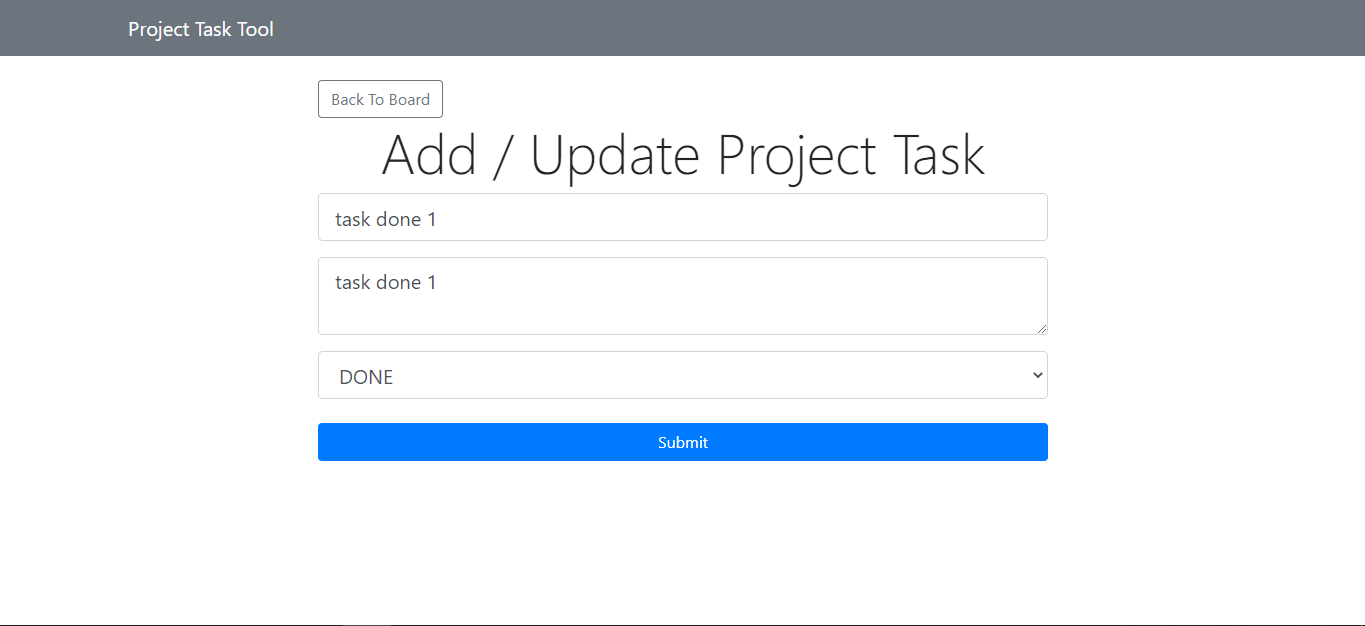 Project Task Tool
Back To Board
Add / Update Project Task
task done 1
task done 1
DONE
Submit